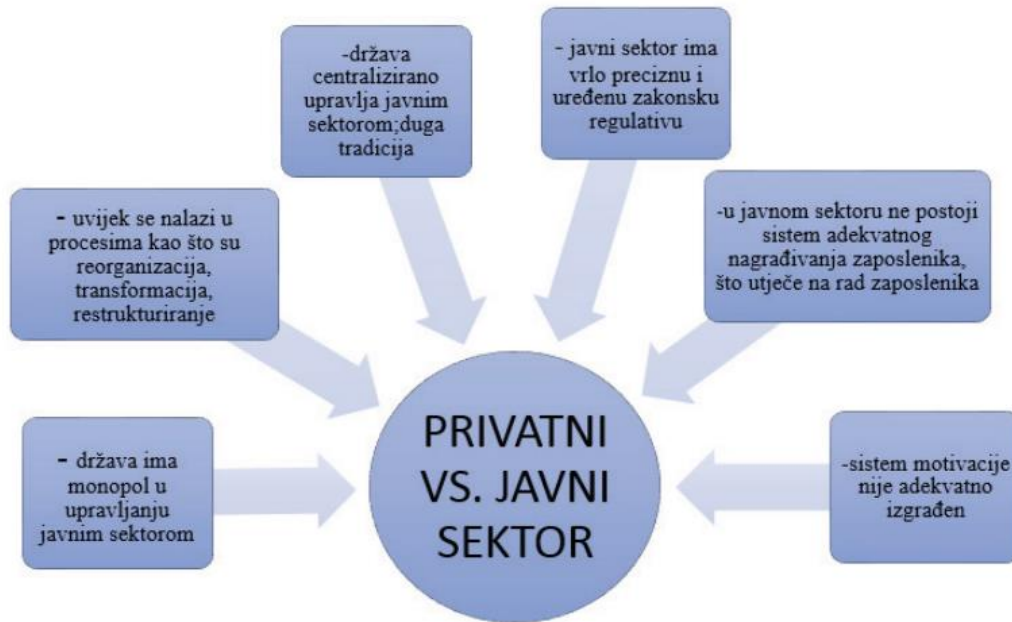 - država ima
monopol u
upravljanju
javnim sektorom
- uvijek se nalazi u
procesima kao što su
reorganizacija,
transformacija,
restrukturiranje
-država
centralizirano
upravlja javnim
sektorom;duga
tradicija
- javni sektor ima
vrlo preciznu i
uređenu zakonsku
regulativu
-u javnom sektoru ne postoji
sistem adekvatnog
nagrađivanja zaposlenika,
što utječe na rad zaposlenika
-sistem motivacije
nije adekvatno
izgrađen
PRIVATNI
VS. JAVNI
SEKTOR